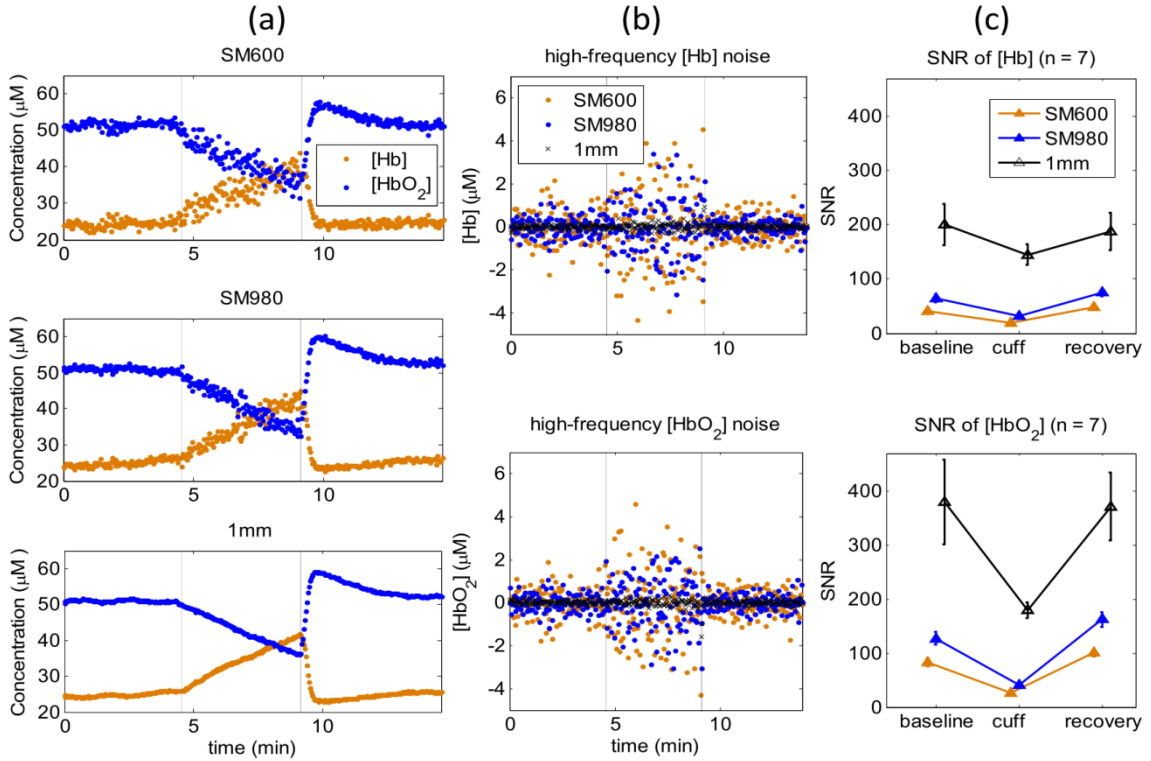 (a)
SM600
Concentration (μM)
60
50
40
30
20
0
5
10
[Hb]
[HbO2]
SM980
Concentration (μM)
60
50
40
30
20
0
5
10
1mm
Concentration (μM)
60
50
40
30
20
0
5
10
time (min)
(b)
high-frequency [Hb] noise
[Hb] (μM)
6
4
2
0
-2
-4
0
5
10
SM600
SM980
1mm
high-frequency [HbO2] noise
[HbO2] (μM)
6
4
2
0
-2
-4
0
5
10
time (min)
(c)
SNR of [Hb] (n = 7)
SNR
400
300
200
100
0
baseline
cuff
recovery
SM600
SM980
1mm
SNR of [HbO2] (n = 7)
SNR
400
300
200
100
0
baseline
cuff
recovery